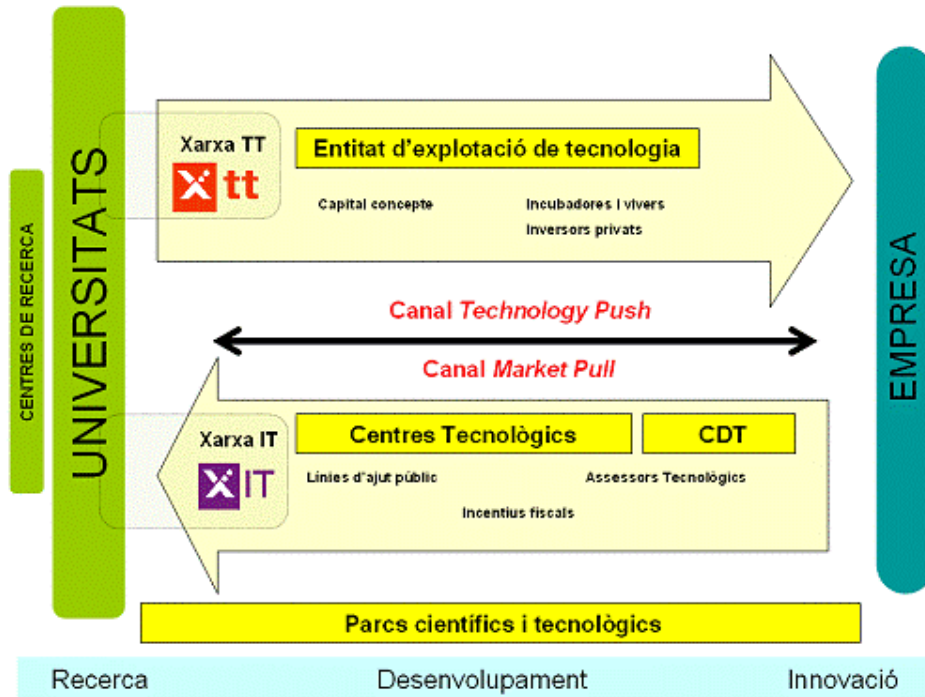 CENTRES DE RECERCA
UNIVERSITATS
Xarxa TT
X tt
Entitat d'explotació de tecnologia
Capital concepte
Incubadores i vivers
Inversors privats
Canal Technology Push
Canal Market Pull
Xarxa IT
X IT
Centres Tecnològics
CDT
Línies d'ajut públic
Assessors Tecnològics
Incentius fiscals
EMPRESA
Parcs científics i tecnològics
Recerca
Desenvolupament
Innovació